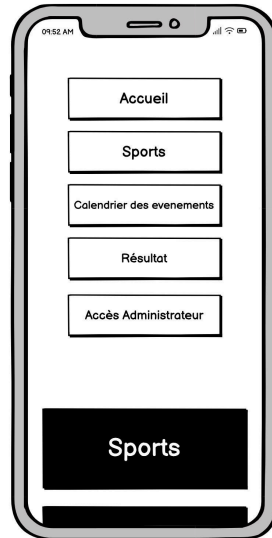 09:52 AM
Accueil
Sports
Calendrier des evenements
Résultat
Accès Administrateur
Sports